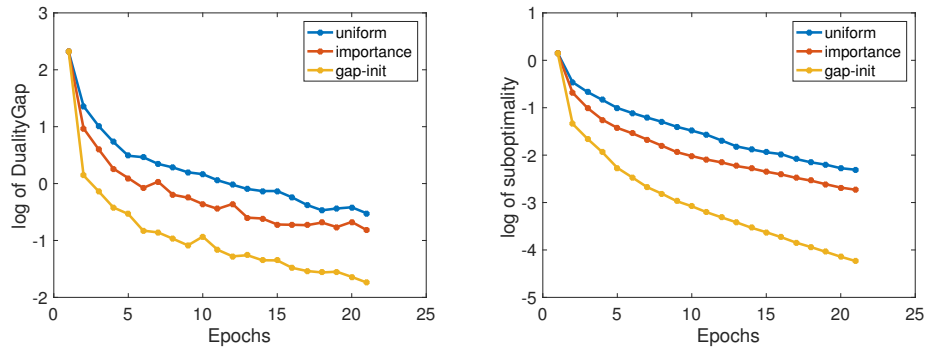 3
2
1
0
-1
-2
log of DualityGap
0
5
10
15
20
25
Epochs
uniform
importance
gap-init
1
0
-1
-2
-3
-4
-5
log of suboptimality
0
5
10
15
20
25
Epochs
uniform
importance
gap-init